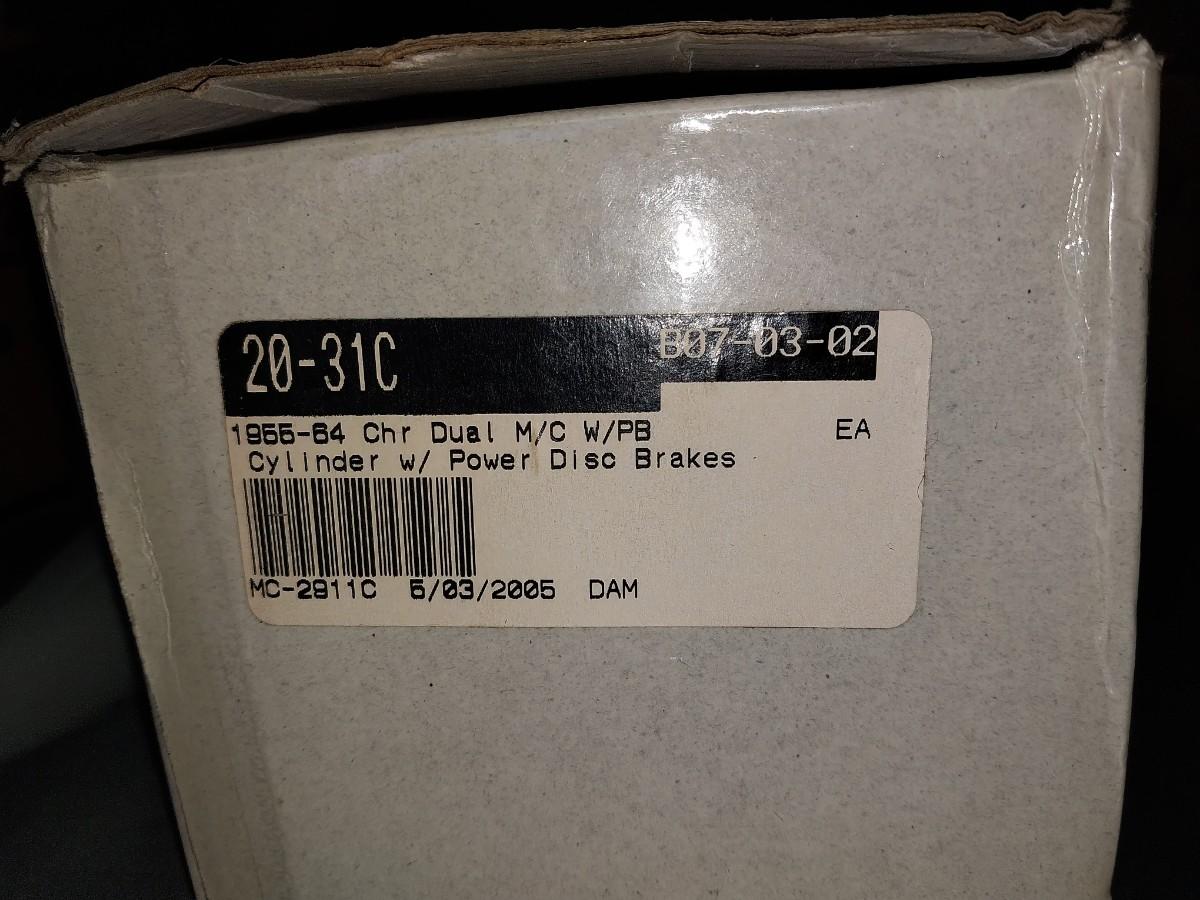 20-31C B07-03-02
1955-64 Chr Dual M/C W/PB EA
Cylinder w/ Power Disc Brakes
MC-2911C 5/03/2005 DAM